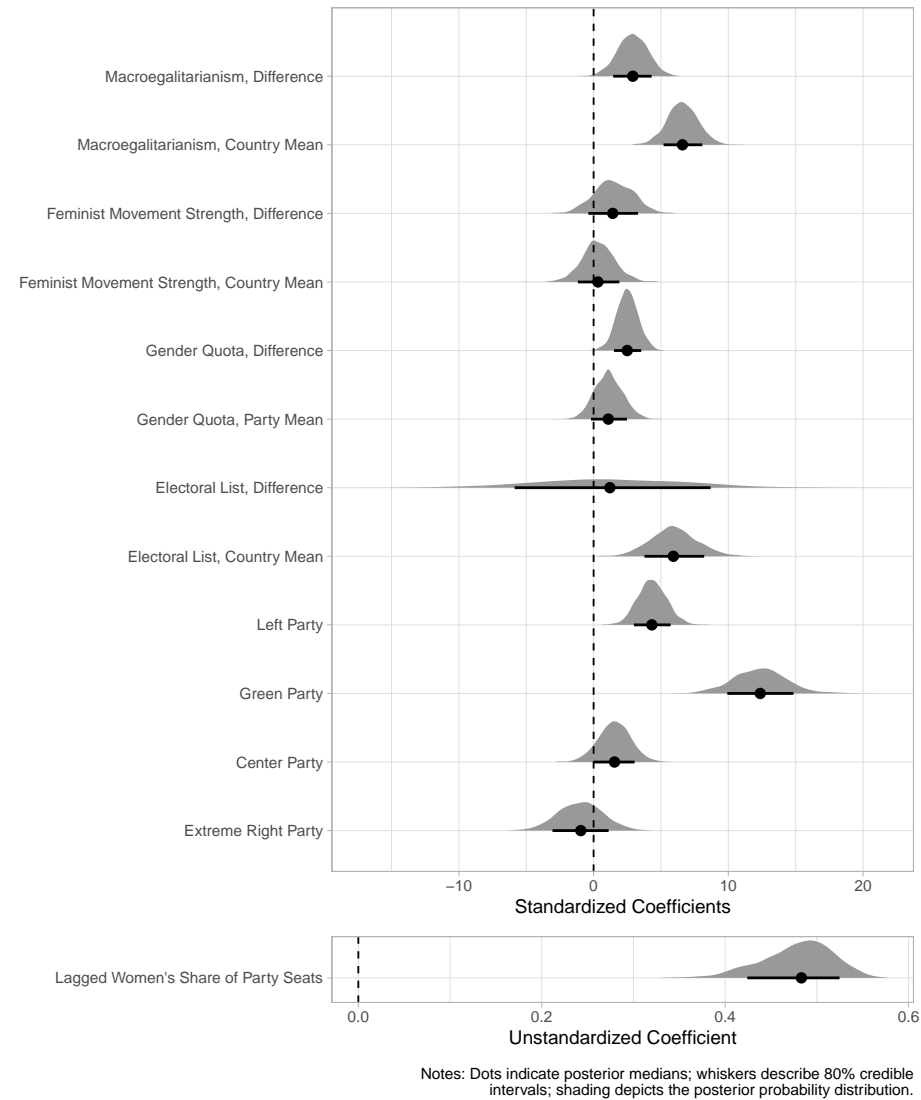 Macroegalitarianism, Difference
Macroegalitarianism, Country Mean
Feminist Movement Strength, Difference
Feminist Movement Strength, Country Mean
Gender Quota, Difference
Gender Quota, Party Mean
Electoral List, Difference
Electoral List, Country Mean
Left Party
Green Party
Center Party
Extreme Right Party
−10 0 10 20
Standardized Coefficients
Lagged Women's Share of Party Seats
0.0 0.2 0.4 0.6
Unstandardized Coefficient
Notes: Dots indicate posterior medians; whiskers describe 80% credible
intervals; shading depicts the posterior probability distribution.